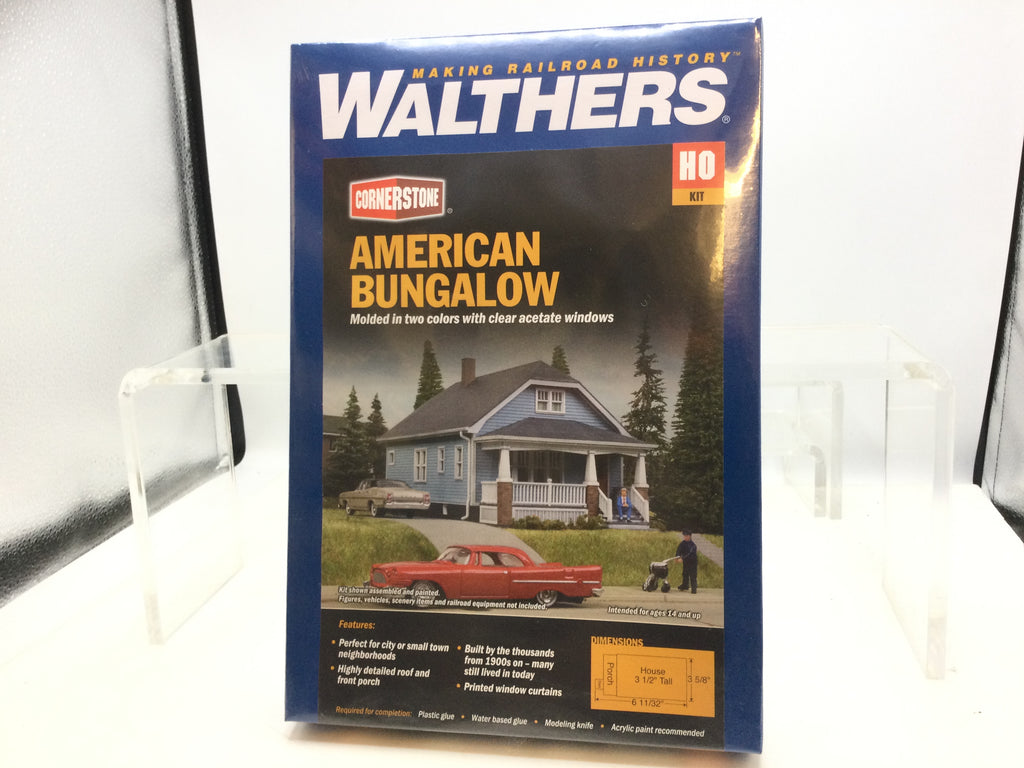 MAKING RAILROAD HISTORY™
WALTHERS®
HO
KIT
CORNERSTONE®
AMERICAN
BUNGALOW
Molded in two colors with clear acetate windows
Kit shown assembled and painted.
Figures, vehicles, scenery items and railroad equipment not included.
Intended for ages 14 and up
Features:
• Perfect for city or small town
neighborhoods
• Highly detailed roof and
front porch
• Built by the thousands
from 1900s on – many
still lived in today
• Printed window curtains
DIMENSIONS
Porch
House
3 1/2" Tall
3 5/8"
6 11/32"
Required for completion: Plastic glue • Water based glue • Modeling knife • Acrylic paint recommended